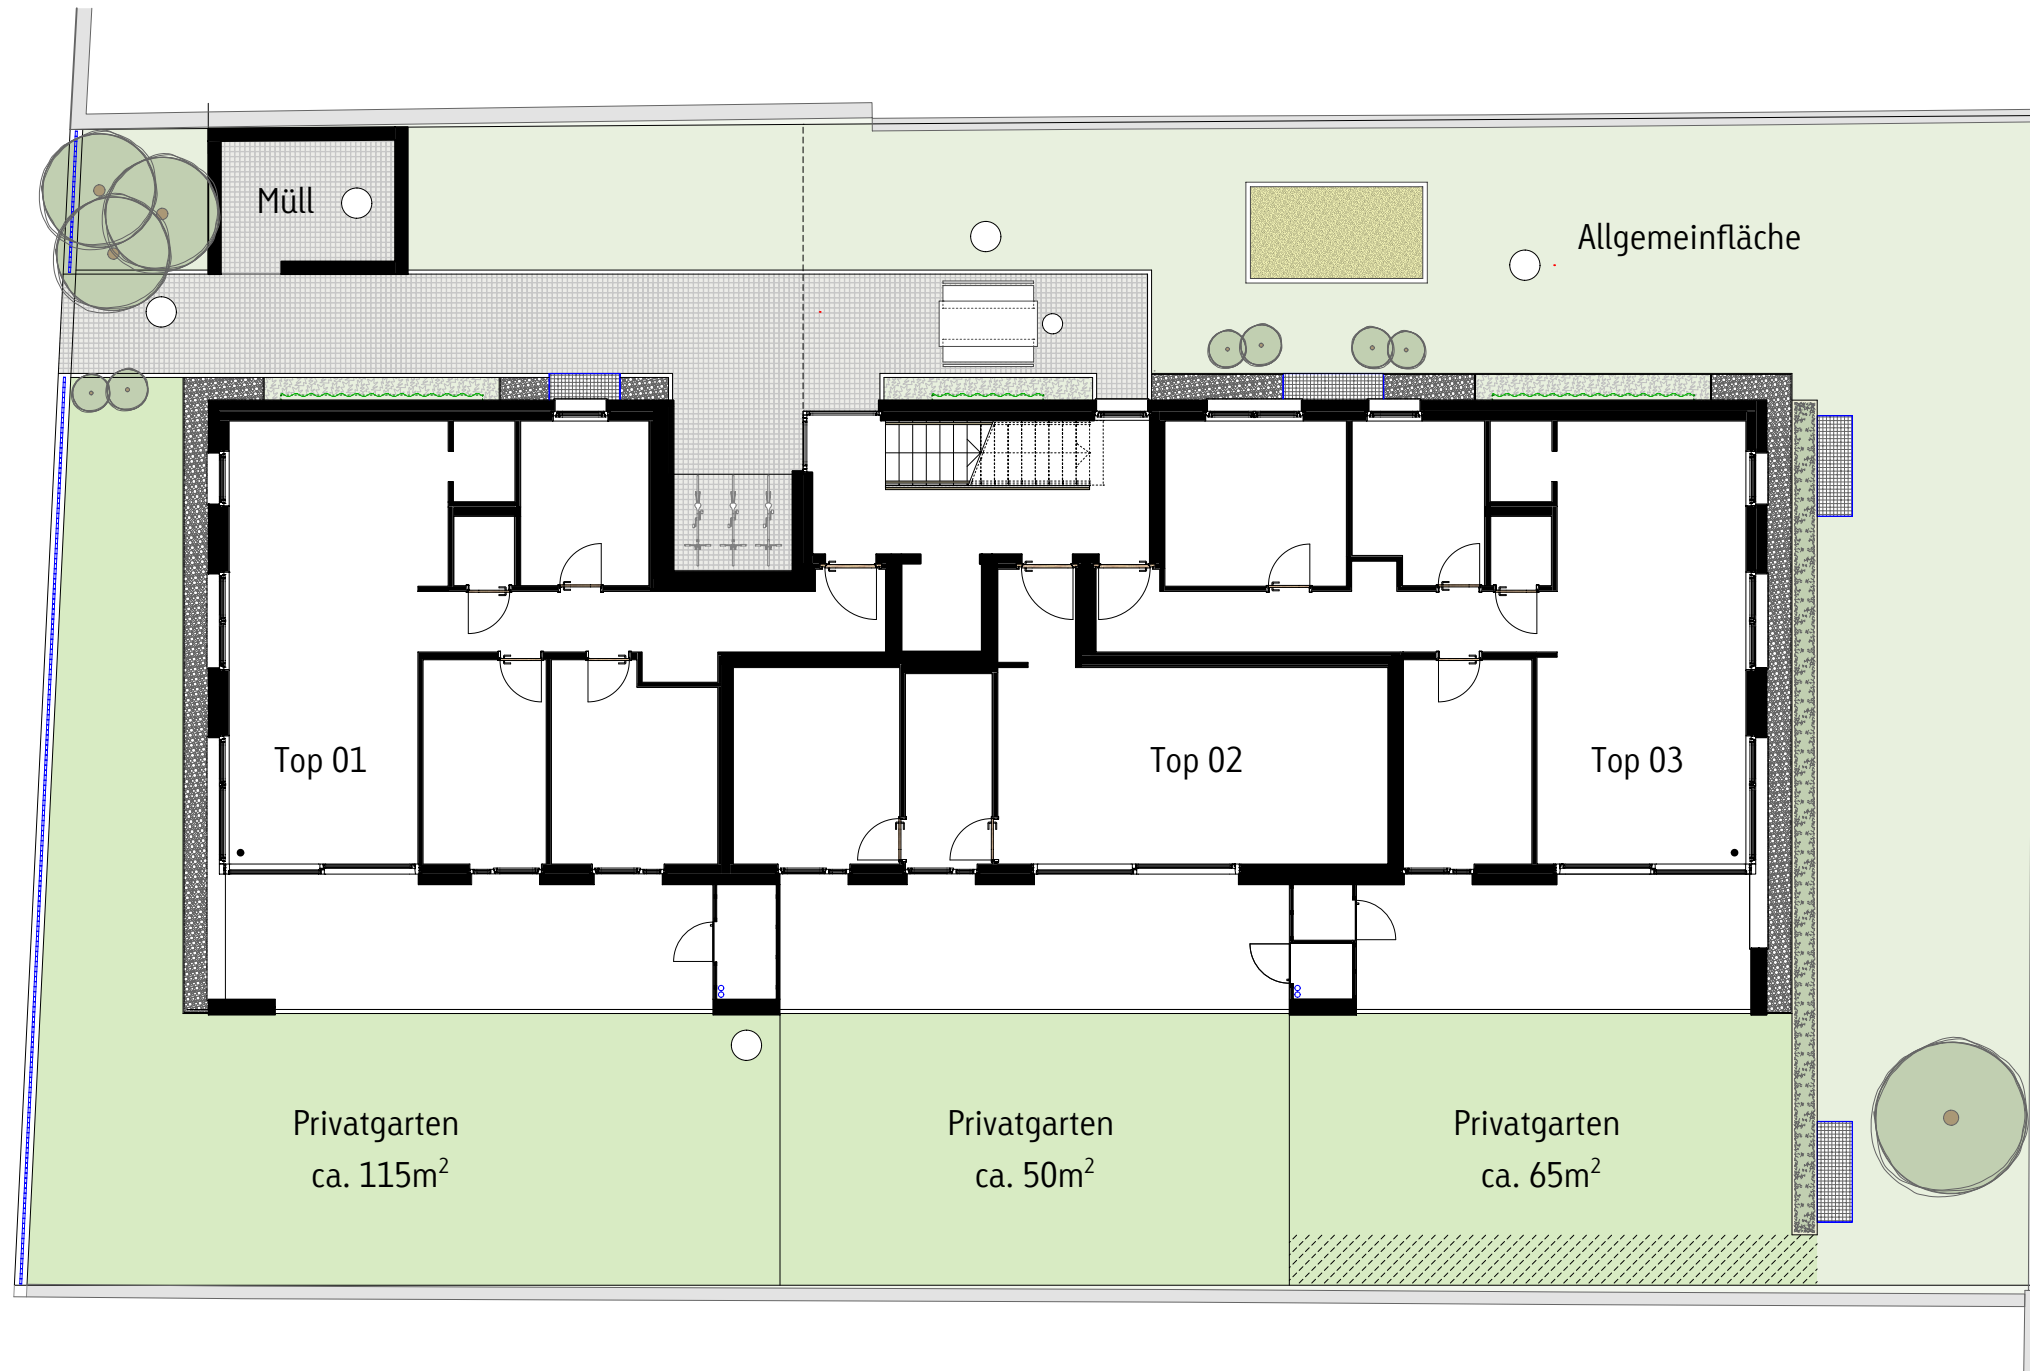 Müll
Allgemeinfläche
Top 01
Top 02
Top 03
Privatgarten
ca. 115m²
Privatgarten
ca. 50m²
Privatgarten
ca. 65m²